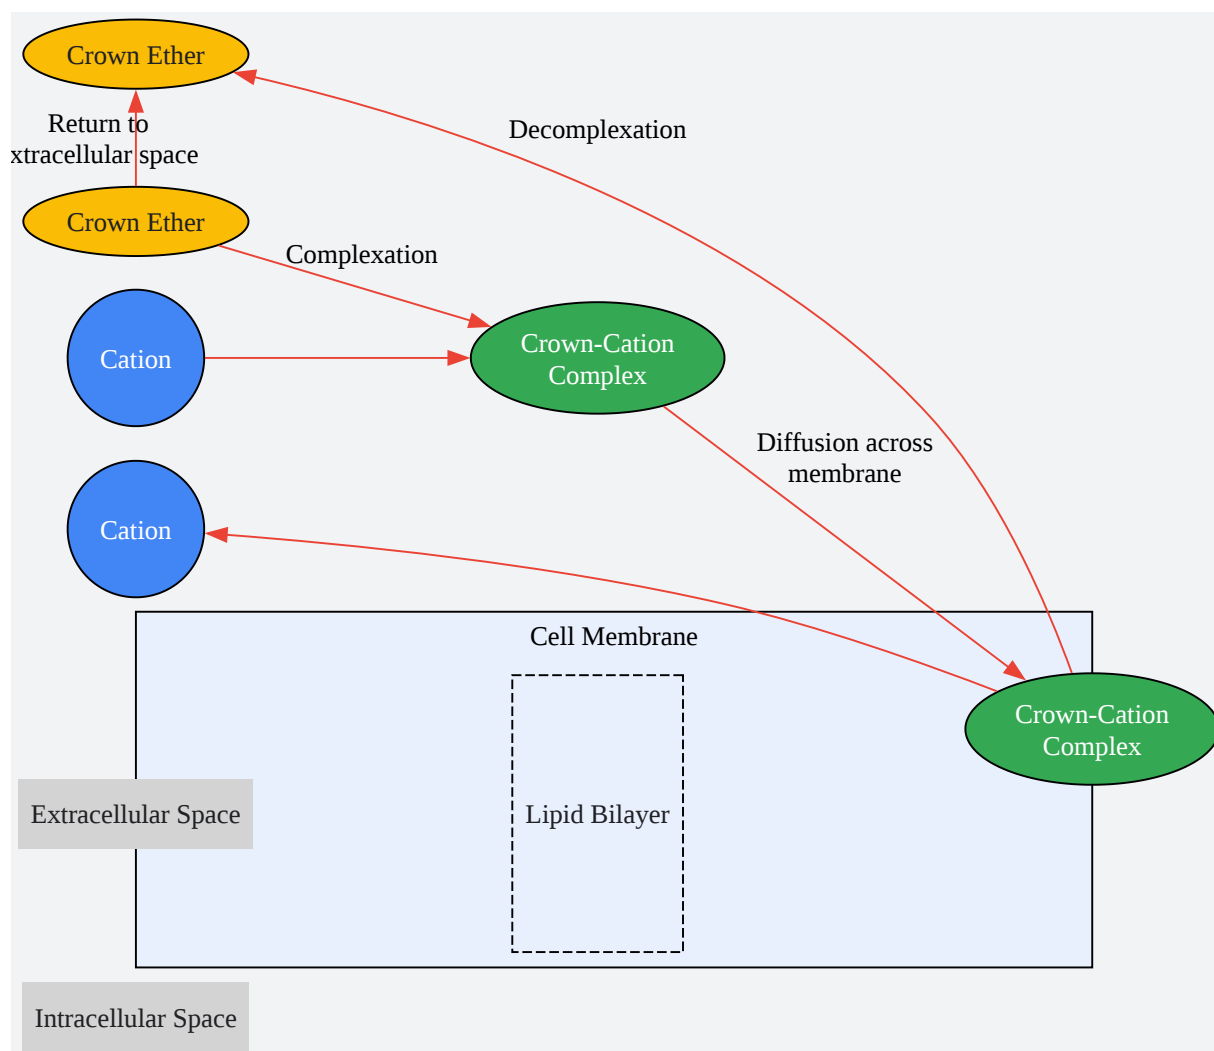 Crown Ether
Return to
xtracellular space
Decomplexation
Crown Ether
Complexation
Cation
Crown-Cation
Complex
Diffusion across
membrane
Cation
Cell Membrane
Crown-Cation
Complex
Extracellular Space
Lipid Bilayer
Intracellular Space